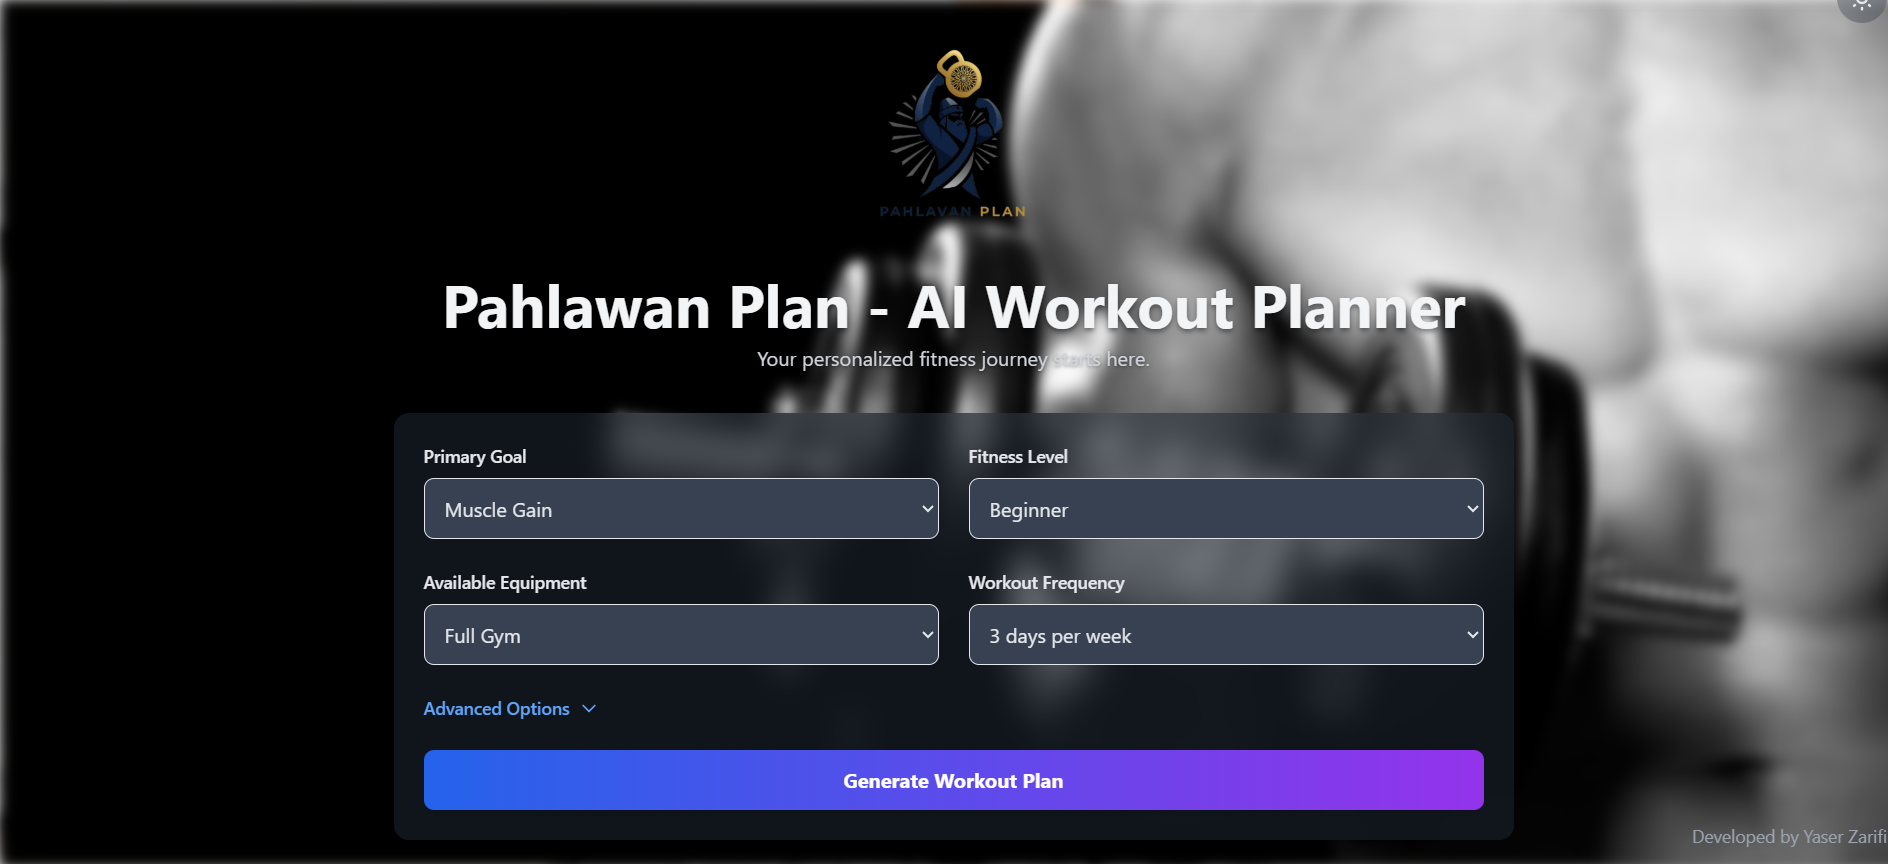 PAHLAVAN PLAN
Pahlawan Plan - AI Workout Planner
Your personalized fitness journey starts here.
Primary Goal
Fitness Level
Muscle Gain
Beginner
Available Equipment
Workout Frequency
Full Gym
3 days per week
Advanced Options
Generate Workout Plan
Developed by Yaser Zarifi